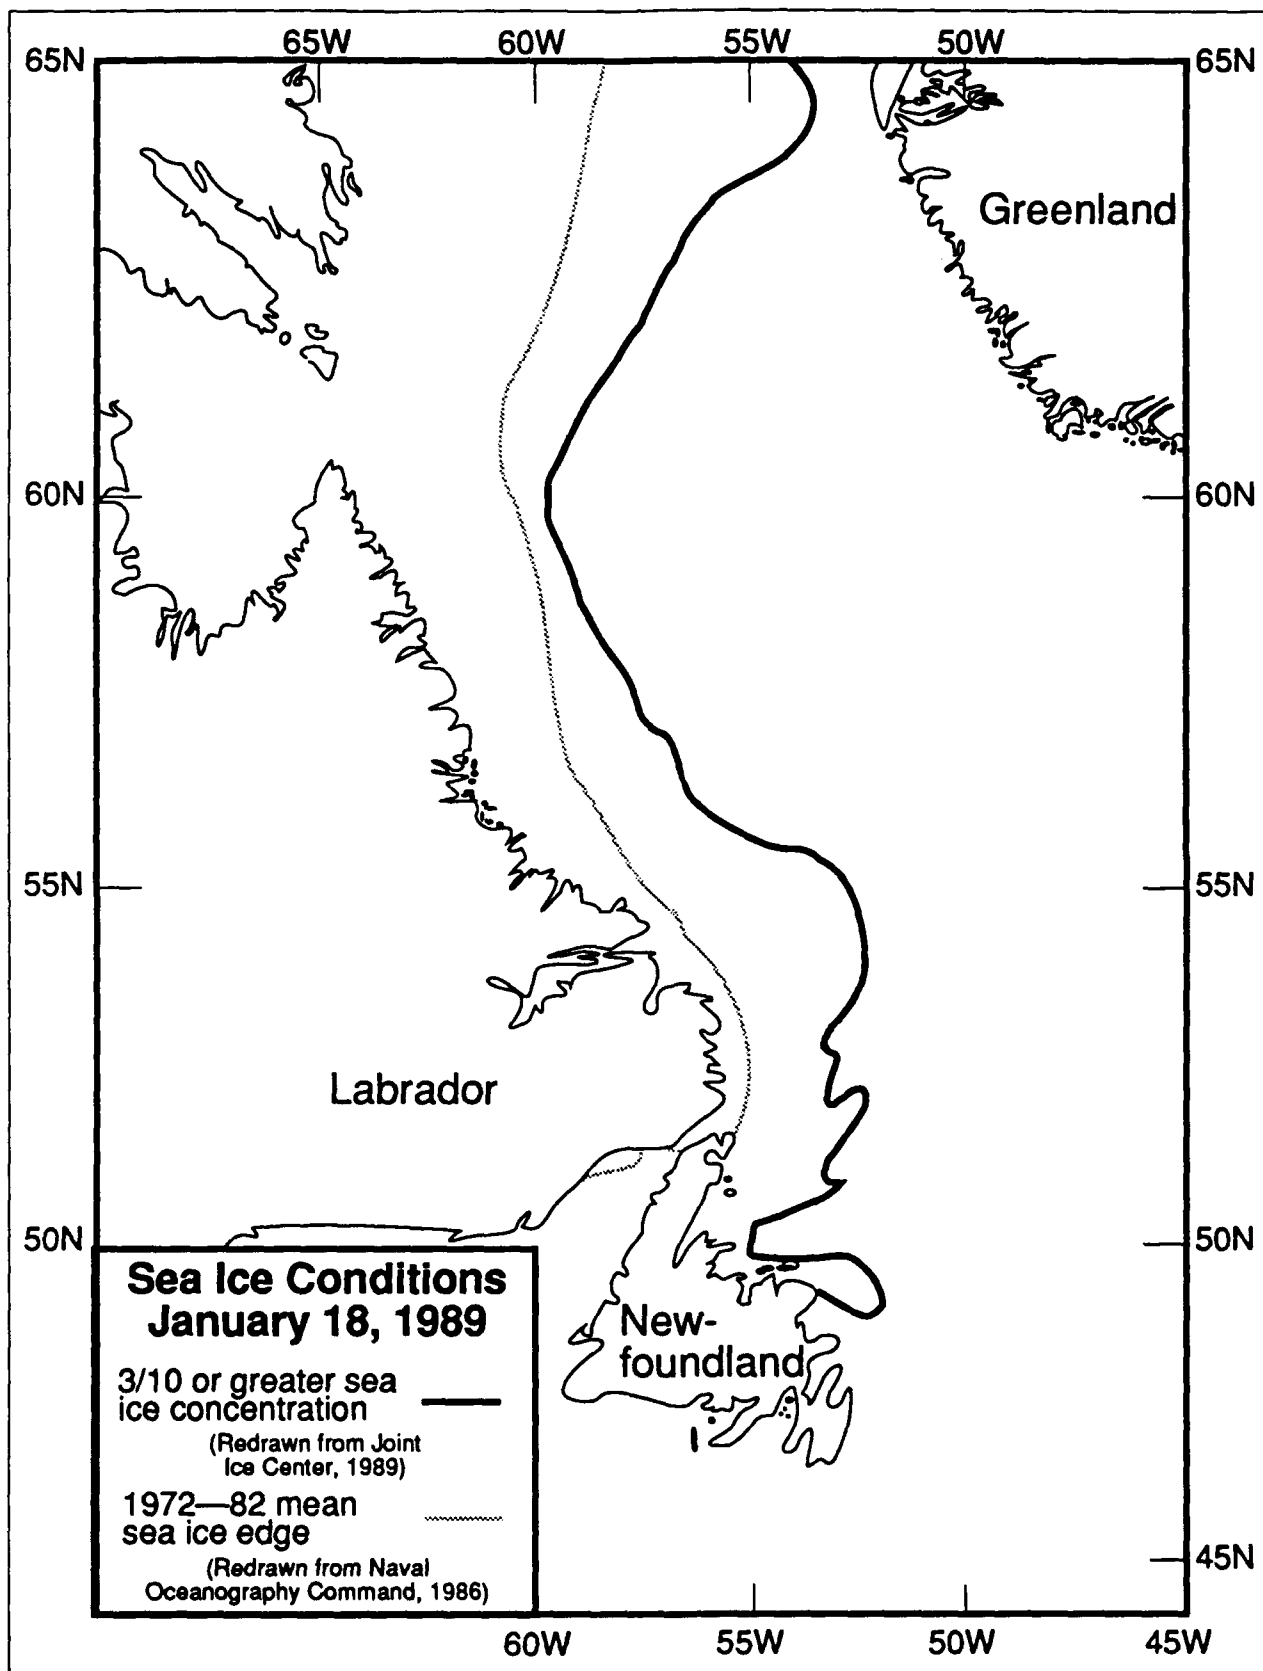 65W 60W 55W 50W
65N 65N
Greenland
60N 60N
55N 55N
Labrador
50N 50N
Sea Ice Conditions
January 18, 1989
New-
foundland
3/10 or greater sea
ice concentration
(Redrawn from Joint
Ice Center, 1989)
1972—82 mean
sea ice edge
(Redrawn from Naval
Oceanography Command, 1986)
45N
60W 55W 50W 45W